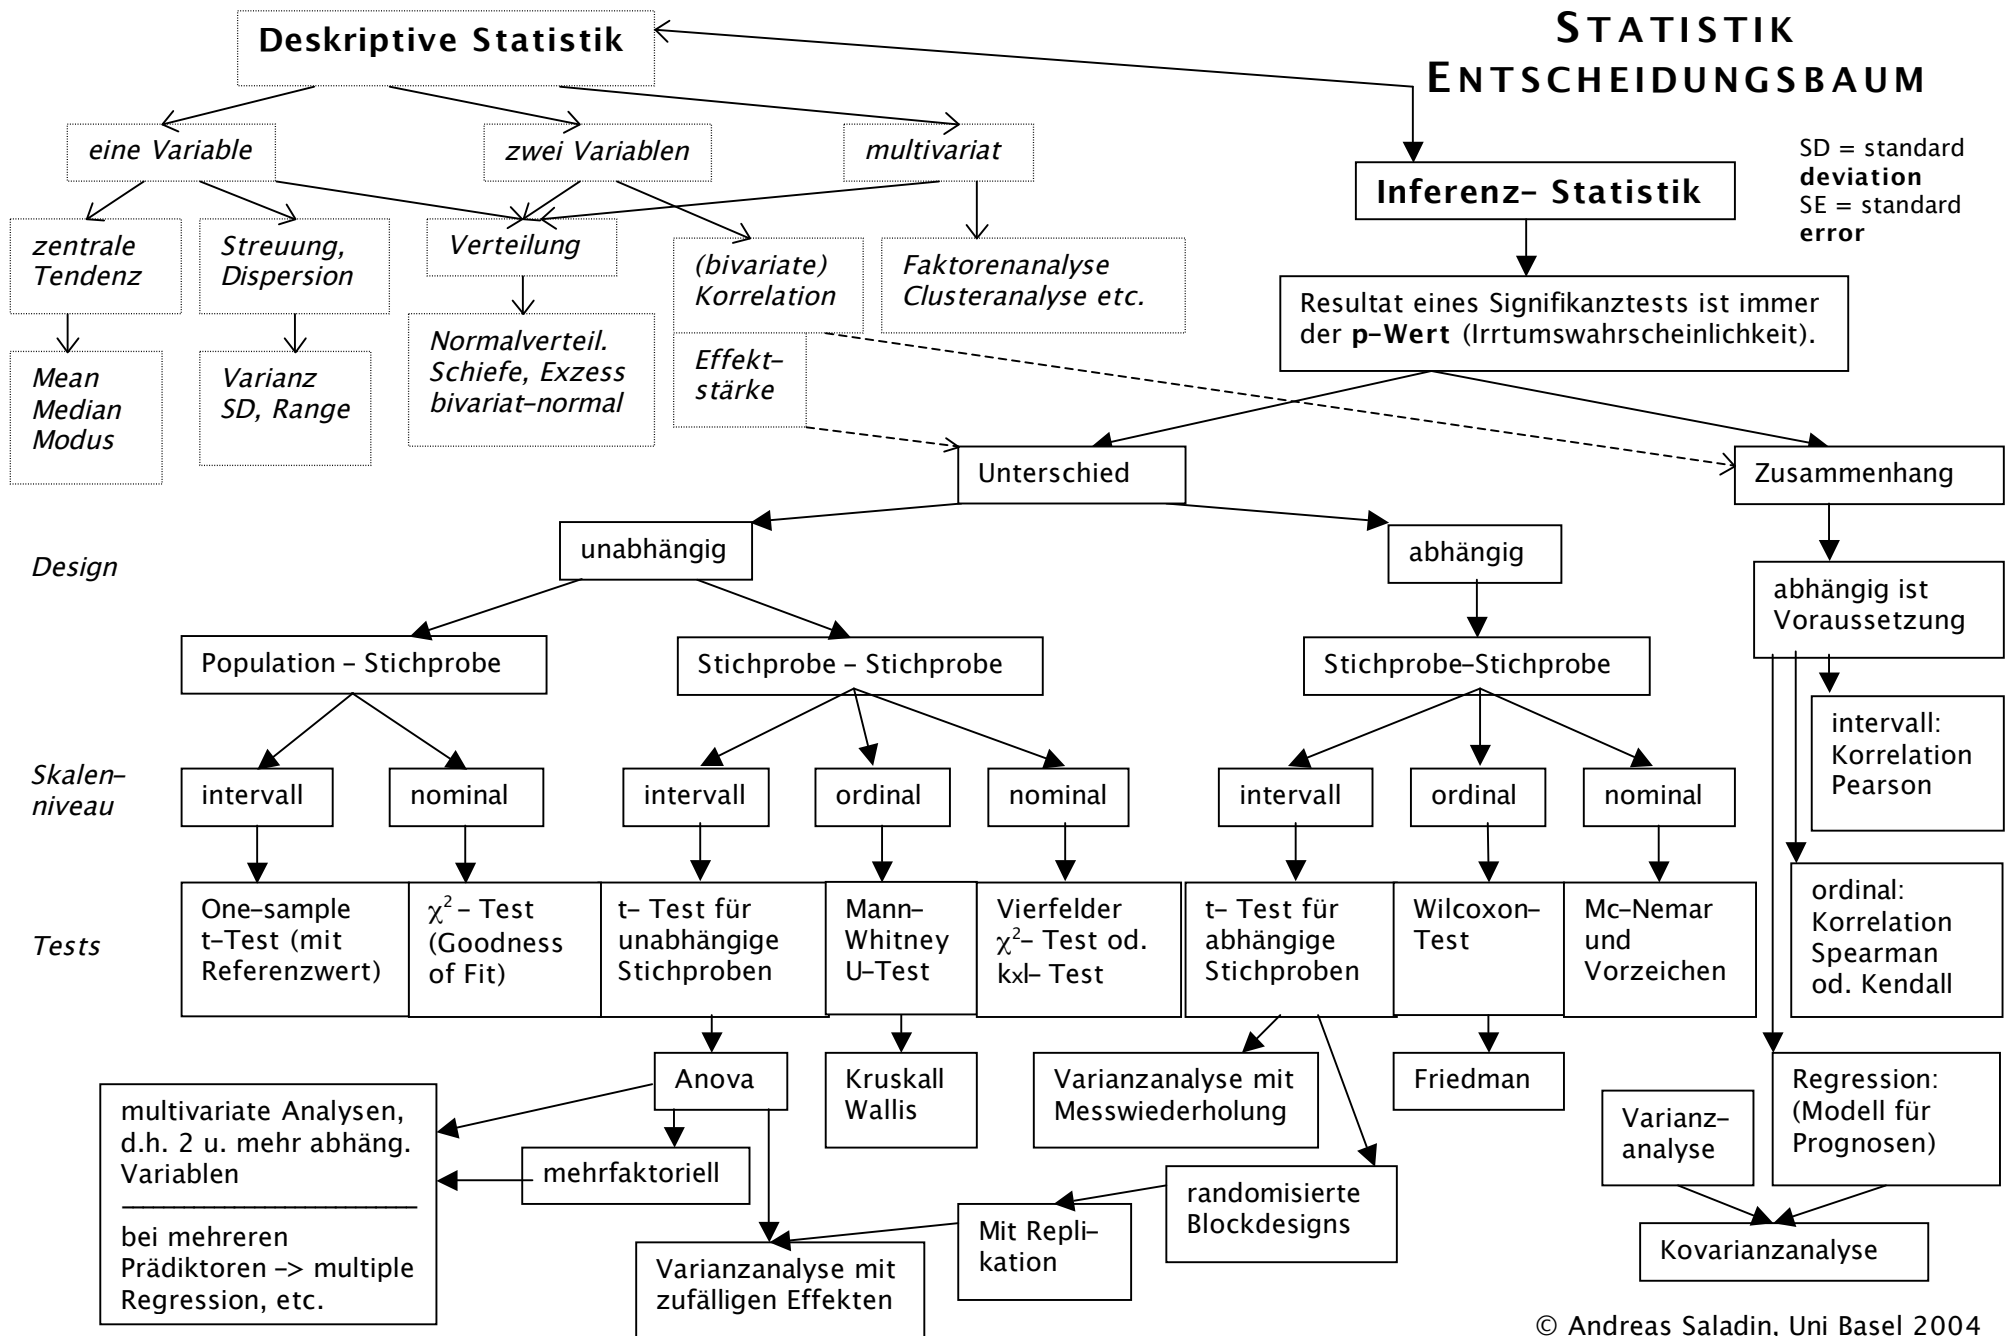 STATISTIK
ENTSCHEIDUNGSBAUM
Deskriptive Statistik
eine Variable
zwei Variablen
multivariat
SD = standard
deviation
SE = standard
error
Inferenz- Statistik
zentrale
Tendenz
Streuung,
Dispersion
Verteilung
(bivariate)
Korrelation
Faktorenanalyse
Clusteranalyse etc.
Resultat eines Signifikanztests ist immer
der p-Wert (Irrtumswahrscheinlichkeit).
Mean
Median
Modus
Varianz
SD, Range
Normalverteil.
Schiefe, Exzess
bivariat-normal
Effekt-
stärke
Unterschied
Zusammenhang
Design
unabhängig
abhängig
abhängig ist
Voraussetzung
Population – Stichprobe
Stichprobe – Stichprobe
Stichprobe-Stichprobe
Skalen-
niveau
intervall
nominal
intervall
ordinal
nominal
intervall
ordinal
nominal
intervall:
Korrelation
Pearson
Tests
One-sample
t-Test (mit
Referenzwert)
χ²- Test
(Goodness
of Fit)
t- Test für
unabhängige
Stichproben
Mann-
Whitney
U-Test
Vierfelder
χ²- Test od.
kxl- Test
t- Test für
abhängige
Stichproben
Wilcoxon-
Test
Mc-Nemar
und
Vorzeichen
ordinal:
Korrelation
Spearman
od. Kendall
Anova
Kruskall
Wallis
Varianzanalyse mit
Messwiederholung
Friedman
Varianz-
analyse
Regression:
(Modell für
Prognosen)
multivariate Analysen,
d.h. 2 u. mehr abhäng.
Variablen
bei mehreren
Prädiktoren -> multiple
Regression, etc.
mehrfaktoriell
randomisierte
Blockdesigns
Mit Repli-
kation
Varianzanalyse mit
zufälligen Effekten
Kovarianzanalyse
© Andreas Saladin, Uni Basel 2004